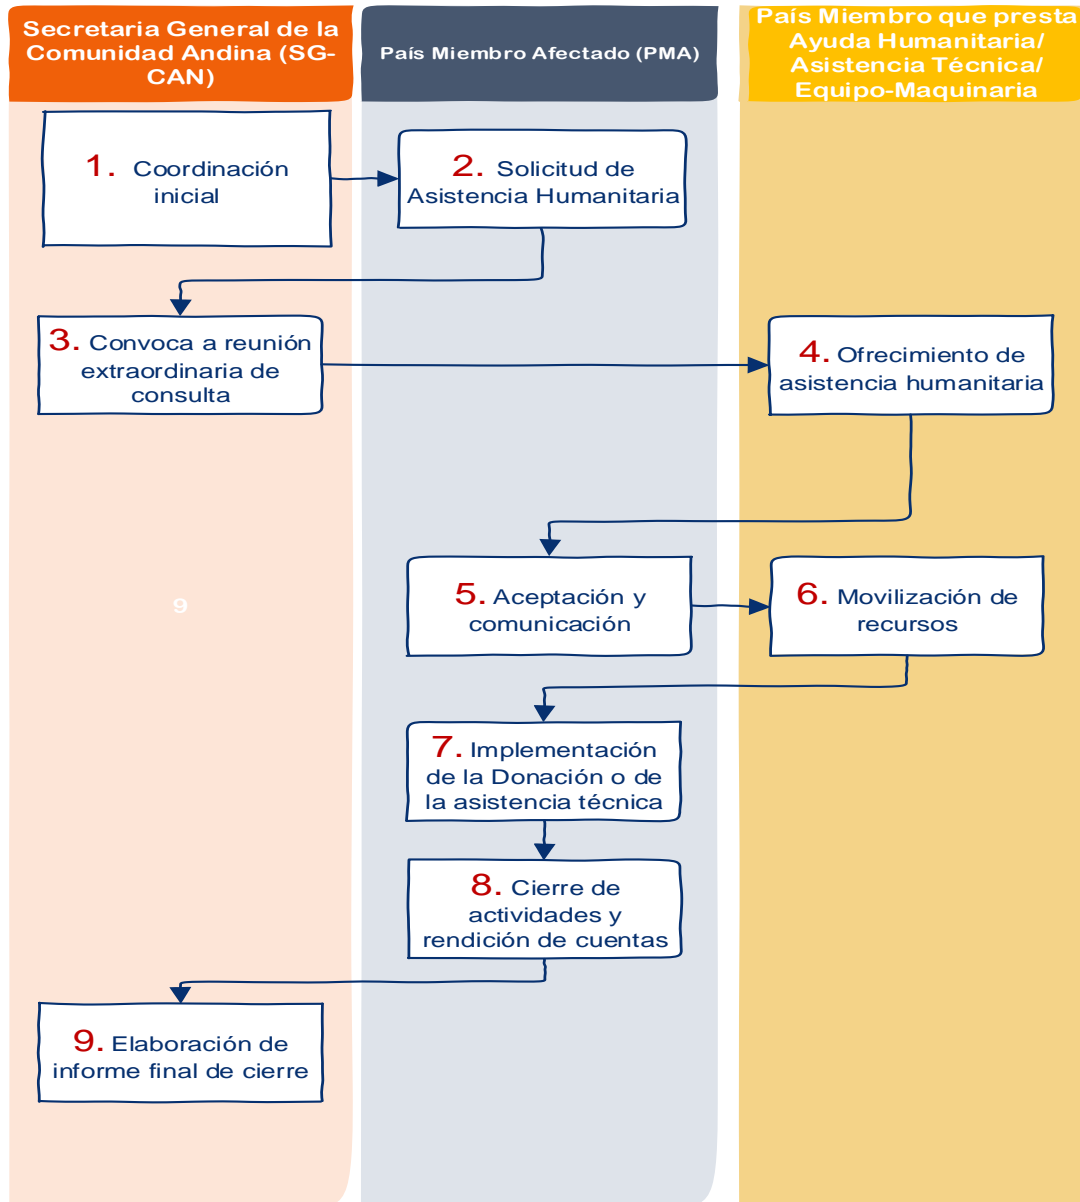 Secretaria General de la
Comunidad Andina (SG-
CAN)
País Miembro Afectado (PMA)
País Miembro que presta
Ayuda Humanitaria/
Asistencia Técnica/
Equipo-Maquinaria
1. Coordinación
inicial
2. Solicitud de
Asistencia Humanitaria
3. Convoca a reunión
extraordinaria de
consulta
4. Ofrecimiento de
asistencia humanitaria
9
5. Aceptación y
comunicación
6. Movilización de
recursos
7. Implementación
de la Donación o de
la asistencia técnica
8. Cierre de
actividades y
rendición de cuentas
9. Elaboración de
informe final de cierre